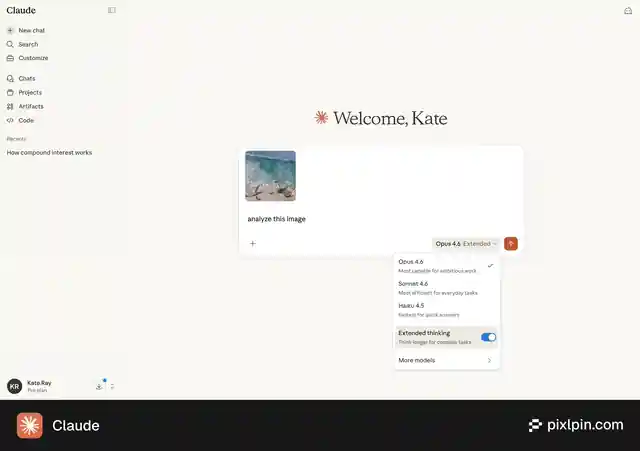 Claude
New chat
Search
Customize
Chats
Projects
Artifacts
Code
Recents
How compound interest works
Welcome, Kate
analyze this image
Opus 4.6 Extended
Opus 4.6
Most capable for ambitious work
Sonnet 4.6
Most efficient for everyday tasks
Haiku 4.5
Fastest for quick answers
Extended thinking
Think longer for complex tasks
More models
KR
Kate.Ray
Pro plan
Claude
pixlpin.com